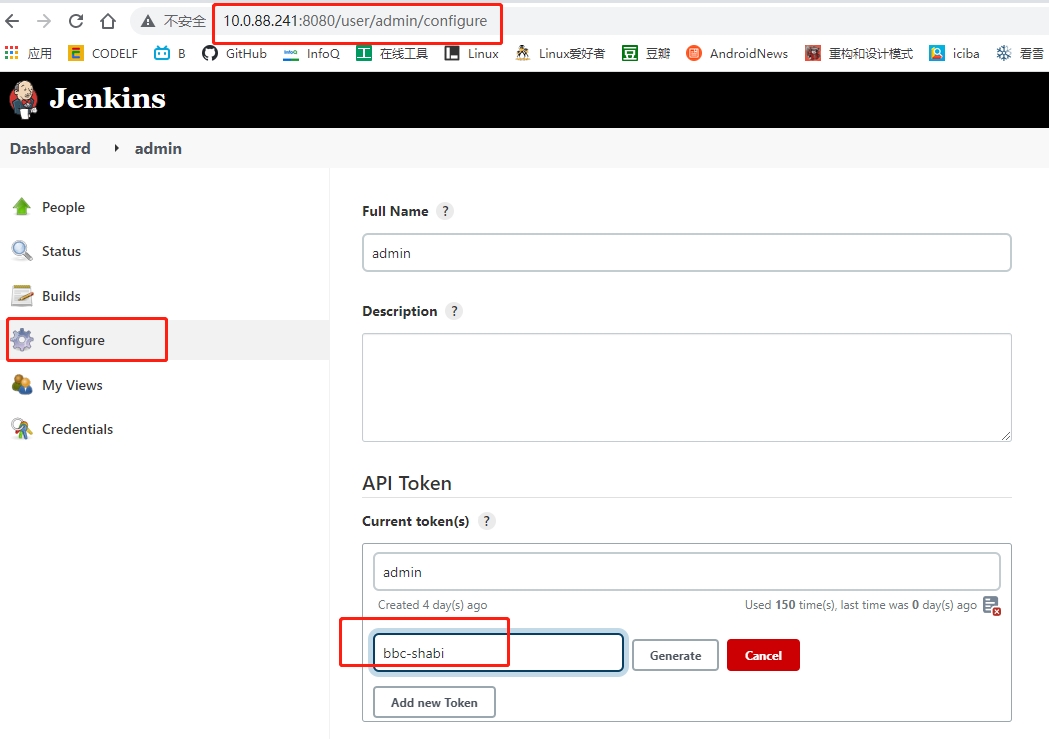 不安全 10.0.88.241:8080/user/admin/configure
应用 CODELF B GitHub InfoQ 在线工具 Linux Linux爱好者 豆瓣 AndroidNews 重构和设计模式 iciba 看雪
Jenkins
Dashboard admin
People
Status
Builds
Configure
My Views
Credentials
Full Name ?
admin
Description ?
API Token
Current token(s) ?
admin
Created 4 day(s) ago Used 150 time(s), last time was 0 day(s) ago
bbc-shabi Generate Cancel
Add new Token